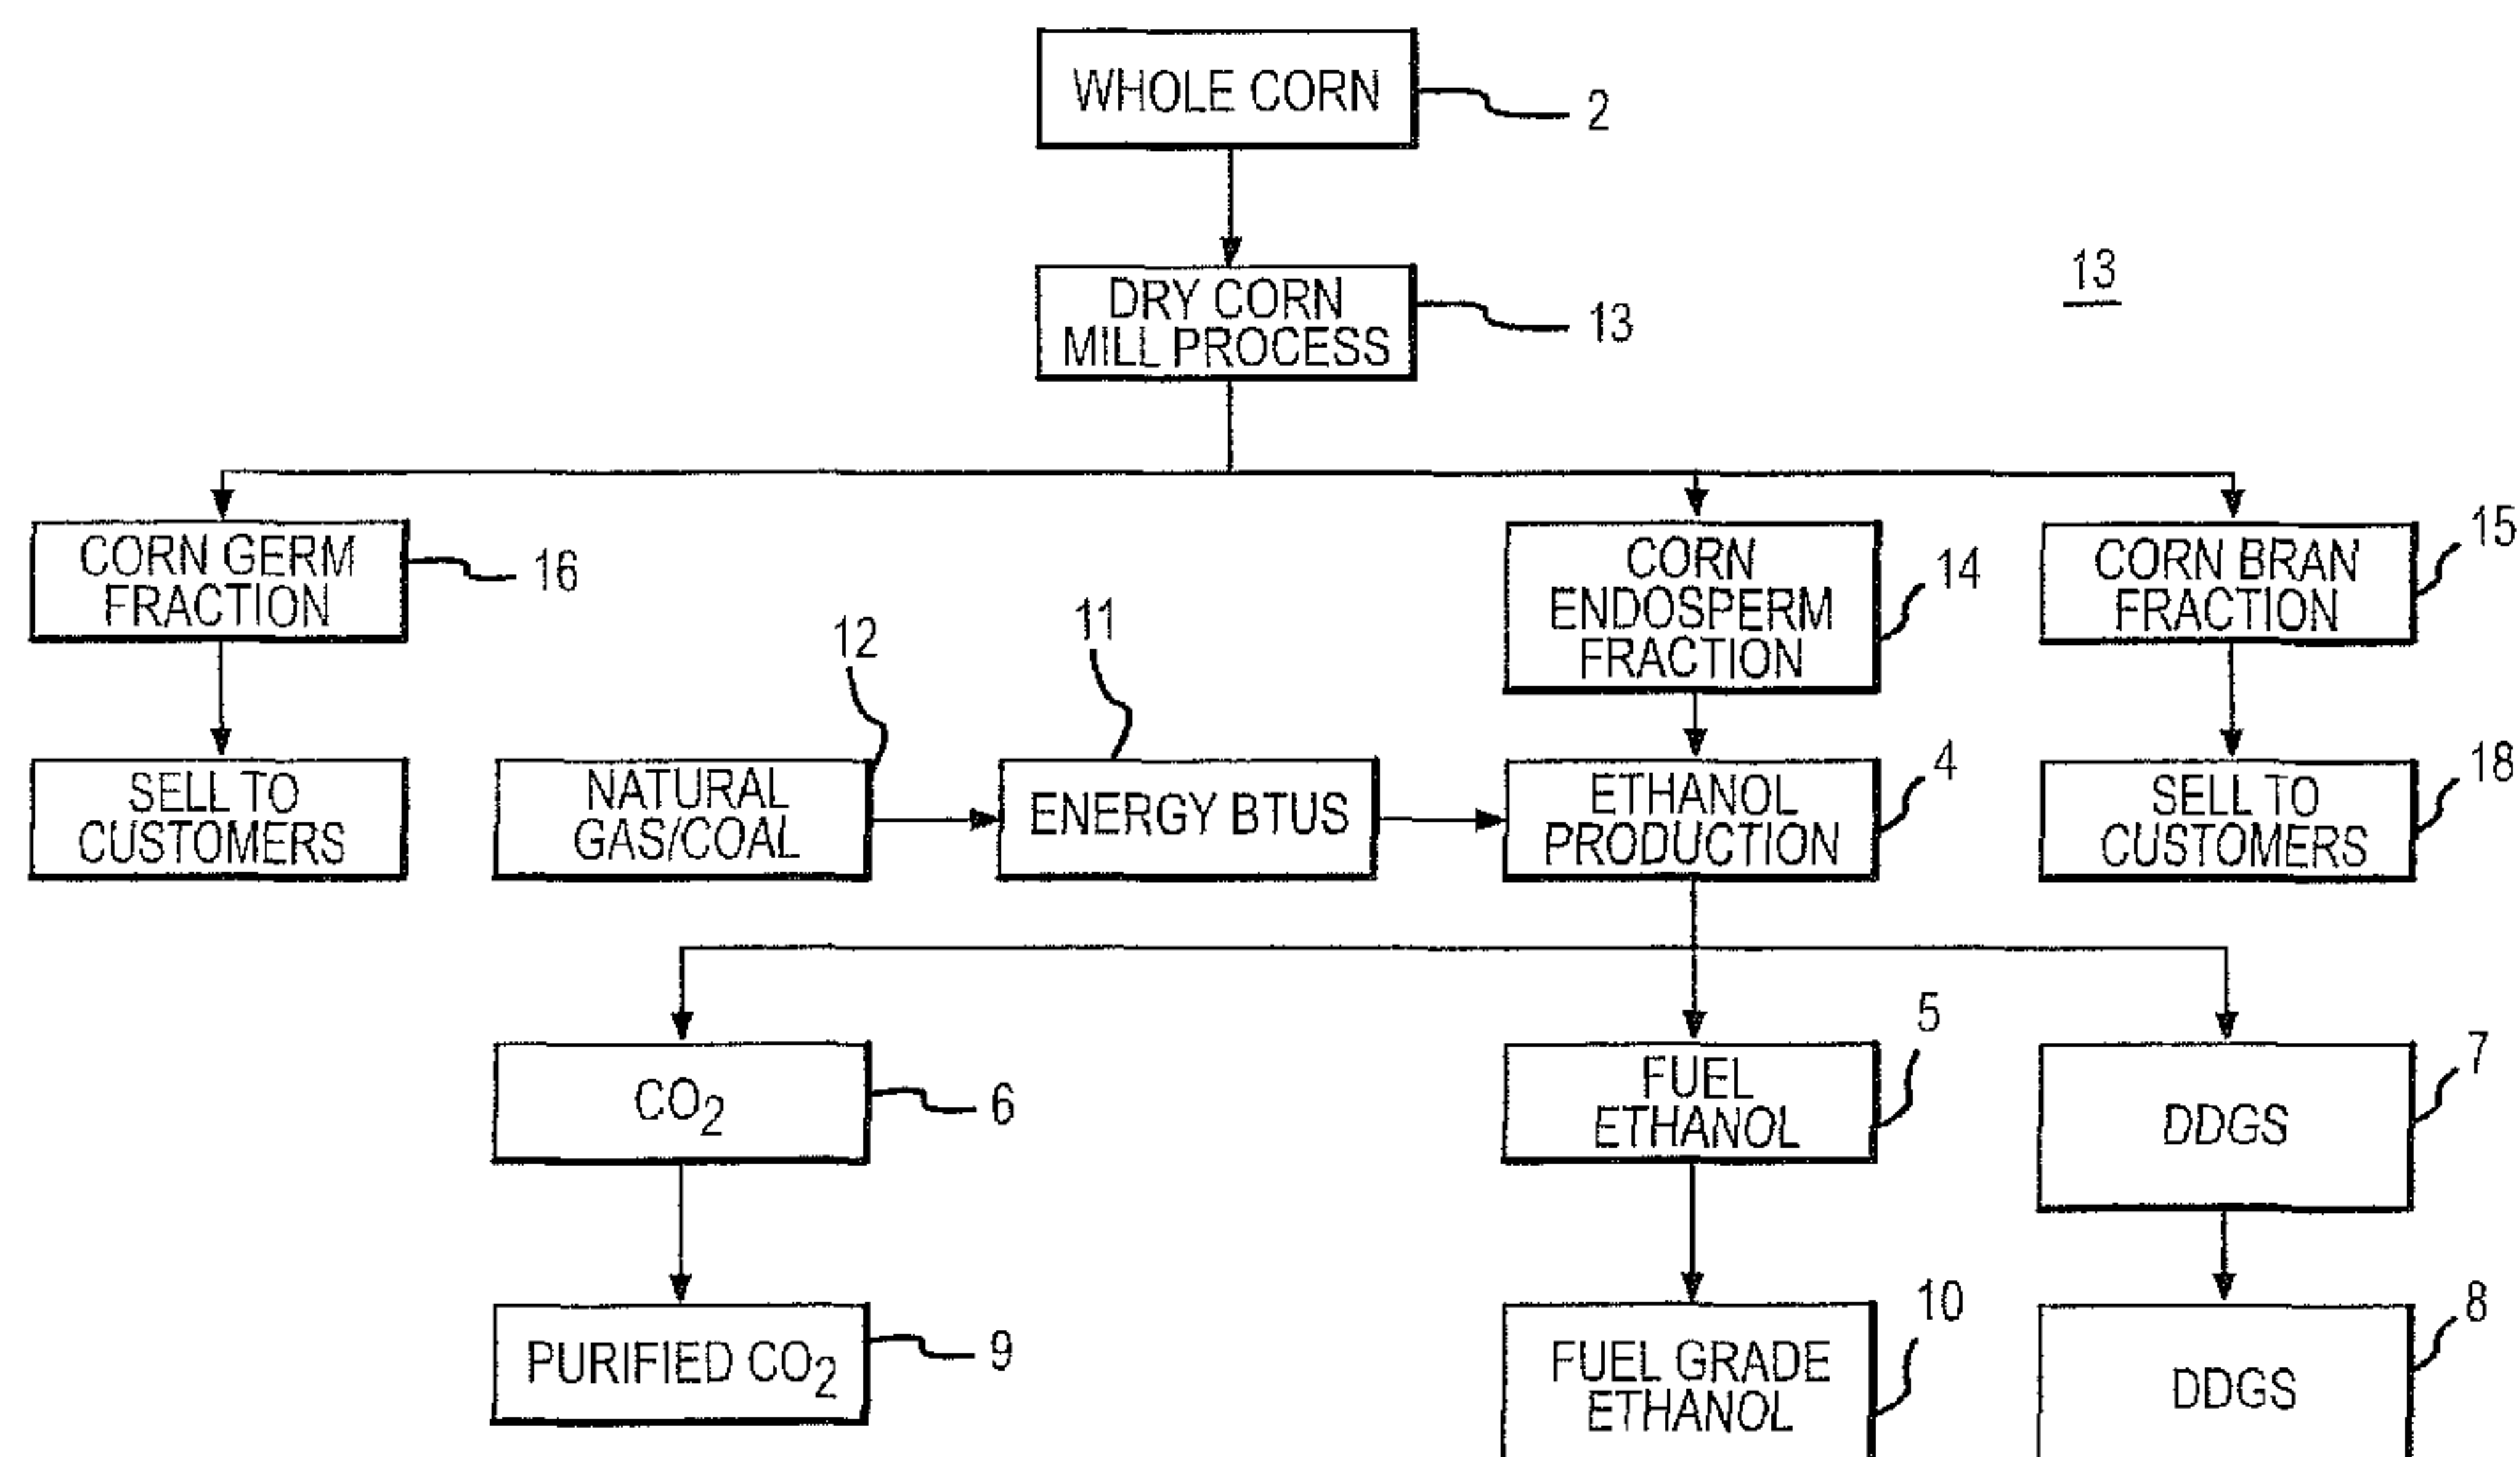 WHOLE CORN
2
DRY CORN
MILL PROCESS
13
13
CORN GERM
FRACTION
16
CORN
ENDOSPERM
FRACTION
14
CORN BRAN
FRACTION
15
SELL TO
CUSTOMERS
NATURAL
GAS/COAL
12
ENERGY BTUS
11
ETHANOL
PRODUCTION
4
SELL TO
CUSTOMERS
18
CO2
6
FUEL
ETHANOL
5
DDGS
7
PURIFIED CO2
9
FUEL GRADE
ETHANOL
10
DDGS
8